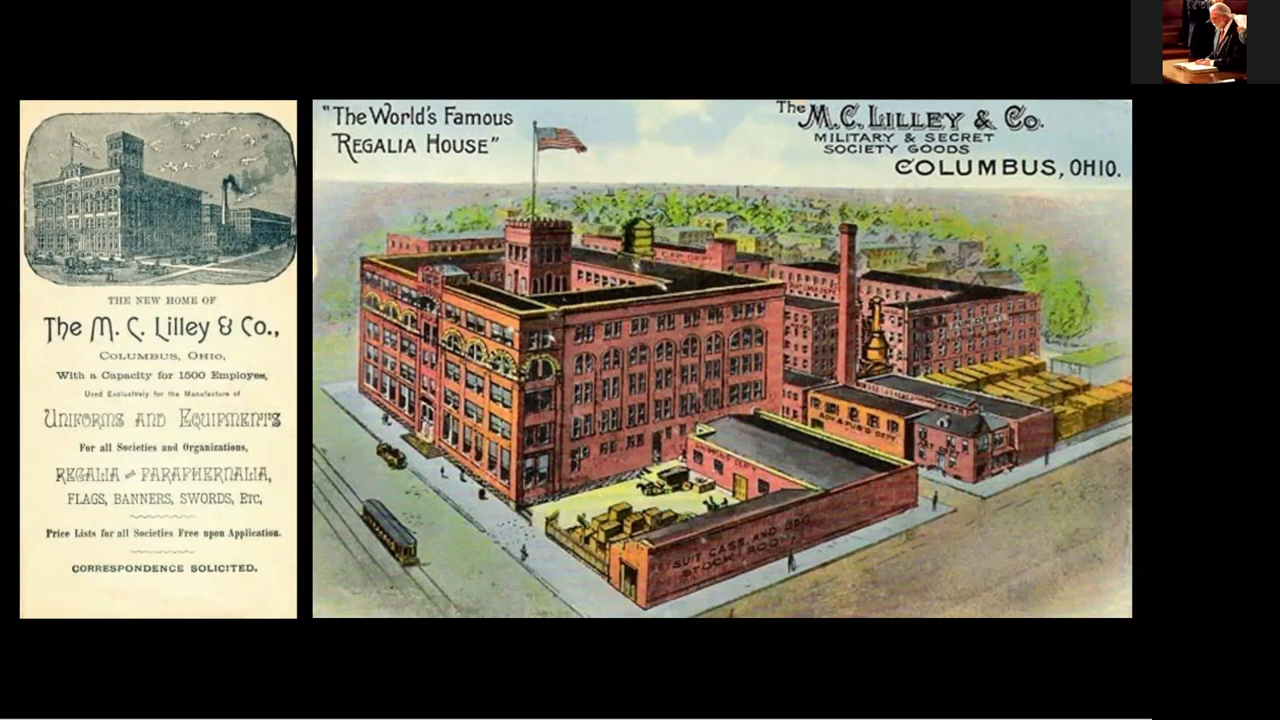 THE NEW HOME OF
The M. C. Lilley & Co.,
COLUMBUS, OHIO,
With a Capacity for 1500 Employes,
Used Exclusively for the Manufacture of
UNIFORMS AND EQUIPMENTS
For all Societies and Organizations,
REGALIA and PARAPHERNALIA,
FLAGS, BANNERS, SWORDS, ETC,
Price Lists for all Societies Free upon Application.
CORRESPONDENCE SOLICITED.
"The World's Famous
REGALIA HOUSE"
The M.C. LILLEY & Co.
MILITARY & SECRET
SOCIETY GOODS
COLUMBUS, OHIO.
CAP DEPT
SUIT CASE AND BAG
STOCK ROOM